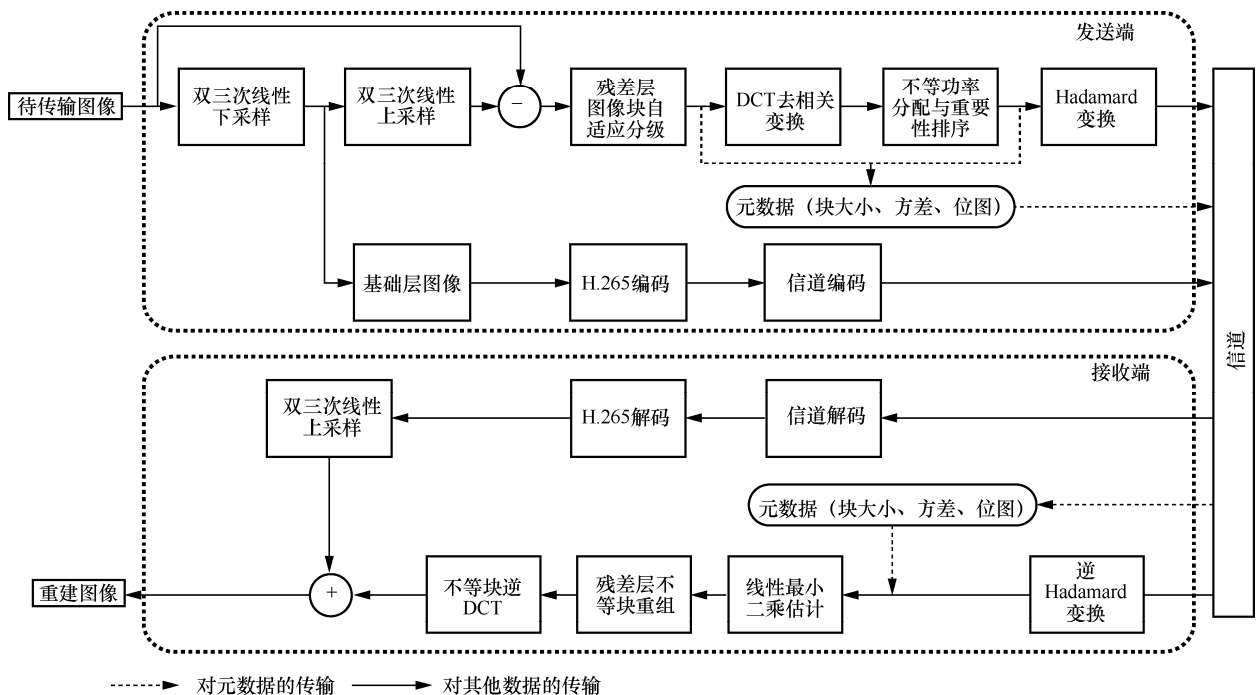 发送端
待传输图像
双三次线性
下采样
双三次线性
上采样
−
残差层
图像块自
适应分级
DCT去相关
变换
不等功率
分配与重要
性排序
Hadamard
变换
元数据（块大小、方差、位图）
基础层图像
H.265编码
信道编码
信道
接收端
双三次线性
上采样
H.265解码
信道解码
元数据（块大小、方差、位图）
重建图像
+
不等块逆
DCT
残差层不
等块重组
线性最小
二乘估计
逆
Hadamard
变换
对元数据的传输
对其他数据的传输